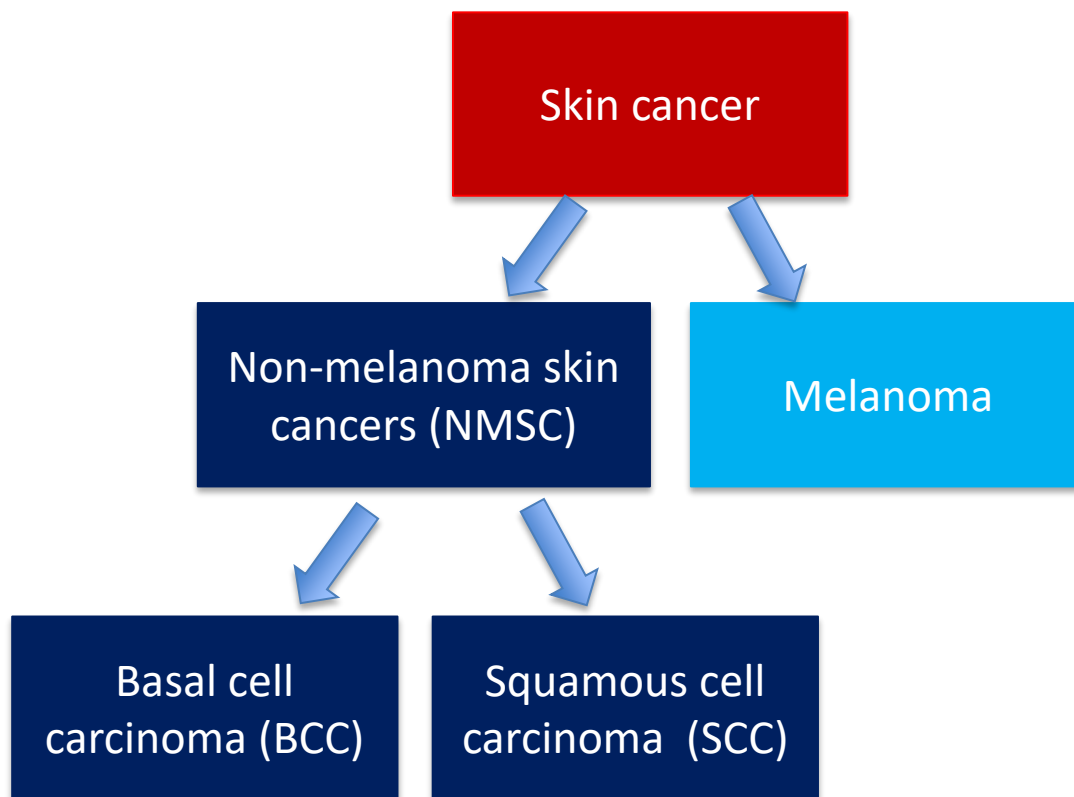 Skin cancer
Non-melanoma skin
cancers (NMSC)
Melanoma
Basal cell
carcinoma (BCC)
Squamous cell
carcinoma  (SCC)